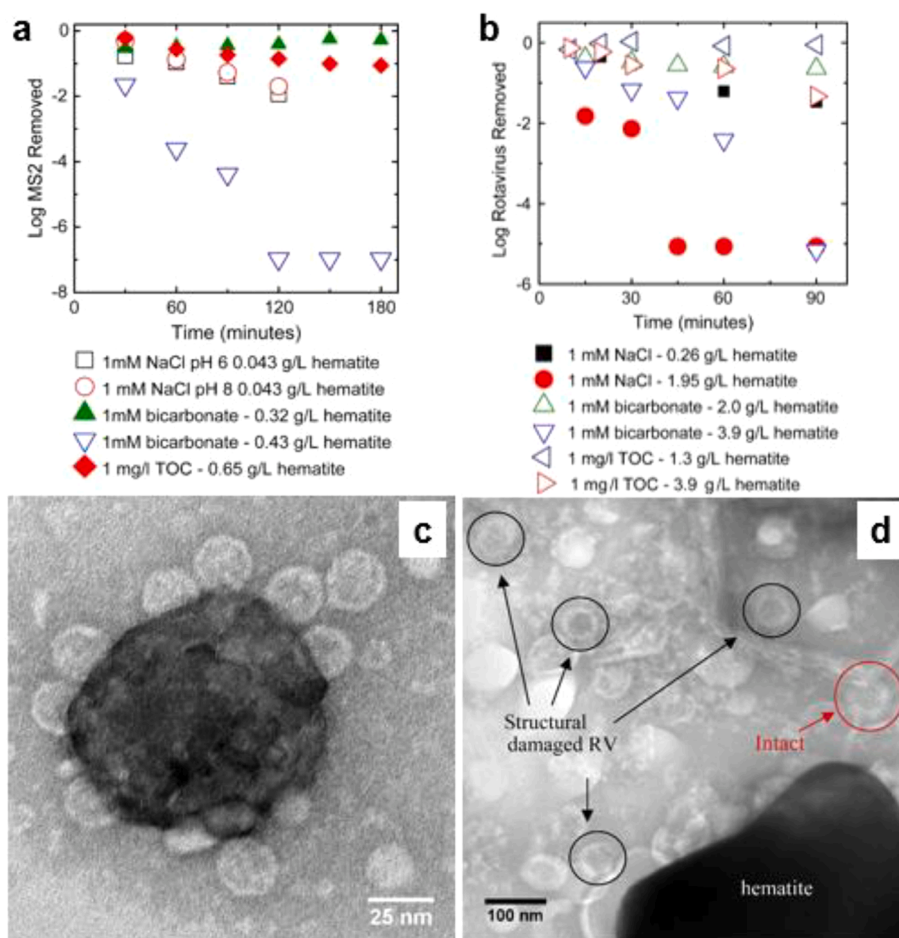 a
Log MS2 Removed
0
-2
-4
-6
-8
0
60
120
180
Time (minutes)
1mM NaCl pH 6 0.043 g/L hematite
1 mM NaCl pH 8 0.043 g/L hematite
1mM bicarbonate - 0.32 g/L hematite
1mM bicarbonate - 0.43 g/L hematite
1 mg/l TOC - 0.65 g/L hematite
b
Log Rotavirus Removed
0
-2
-4
-6
0
30
60
90
Time (minutes)
1 mM NaCl - 0.26 g/L hematite
1 mM NaCl - 1.95 g/L hematite
1 mM bicarbonate - 2.0 g/L hematite
1 mM bicarbonate - 3.9 g/L hematite
1 mg/l TOC - 1.3 g/L hematite
1 mg/l TOC - 3.9 g/L hematite
c
25 nm
d
Structural
damaged RV
Intact
hematite
100 nm